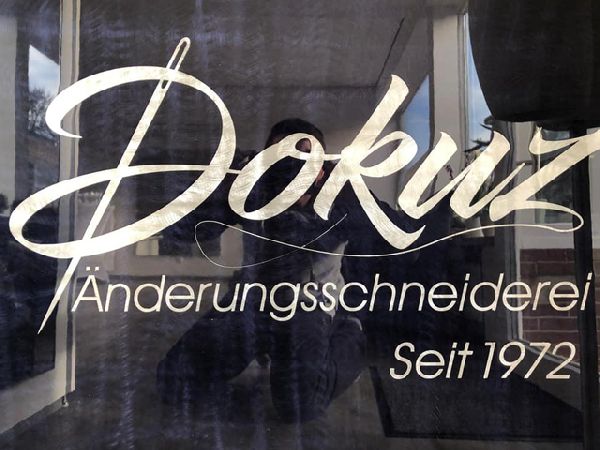 Dokuz
Änderungsschneiderei
Seit 1972